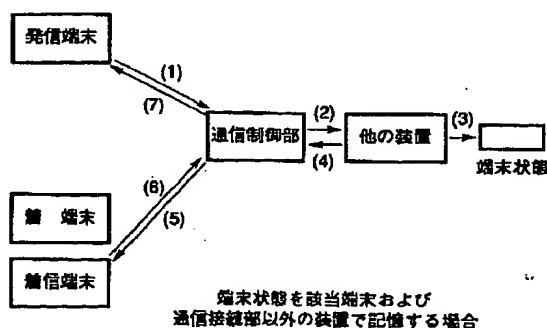 発信端末
(1)
(7)
通信制御部
(2)
(4)
他の装置
(3)
端末状態
(6)
(5)
着 端末
着信端末
端末状態を該当端末および
通信接続部以外の装置で記憶する場合